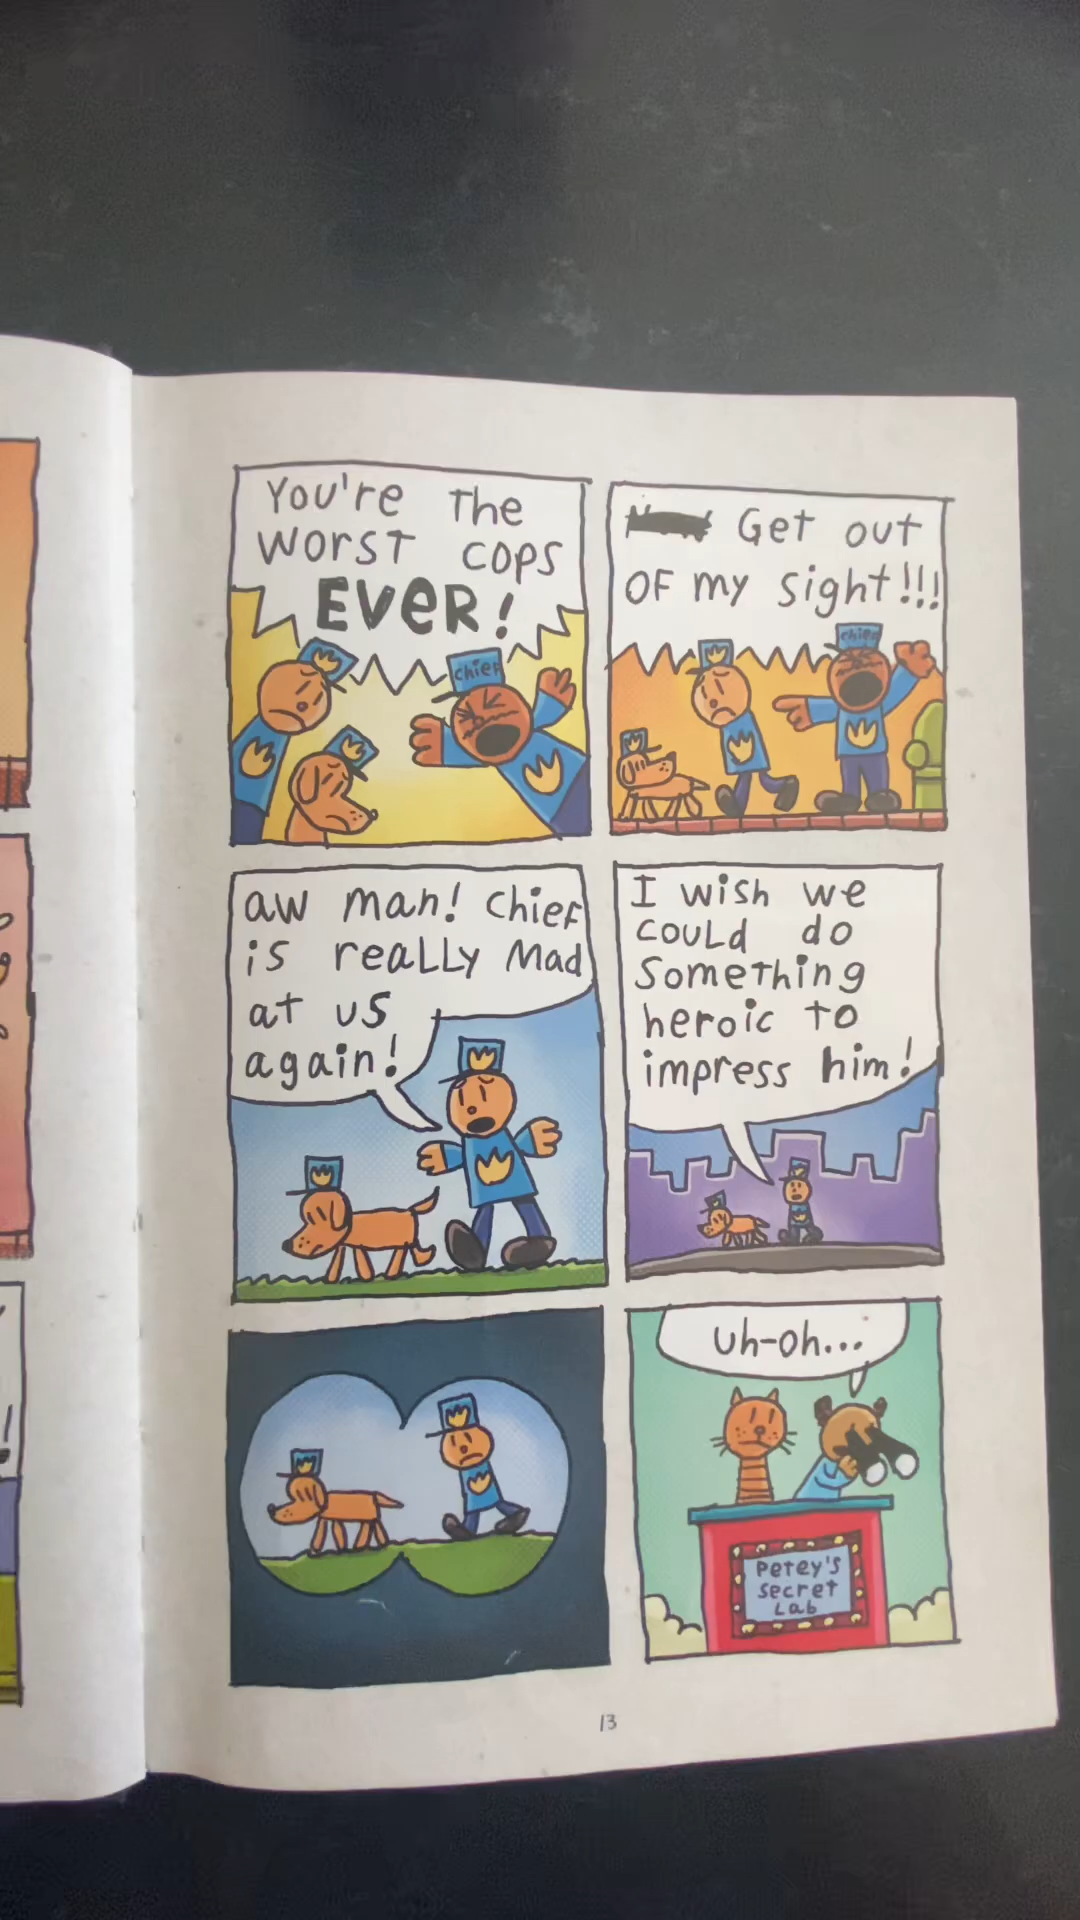 You're the
worst cops
EVER!
chief
Get out
of my sight!!!
chief
aw man! Chief
is really mad
at us
again!
I wish we
could do
something
heroic to
impress him!
uh-oh...
Petey's
Secret
Lab
13